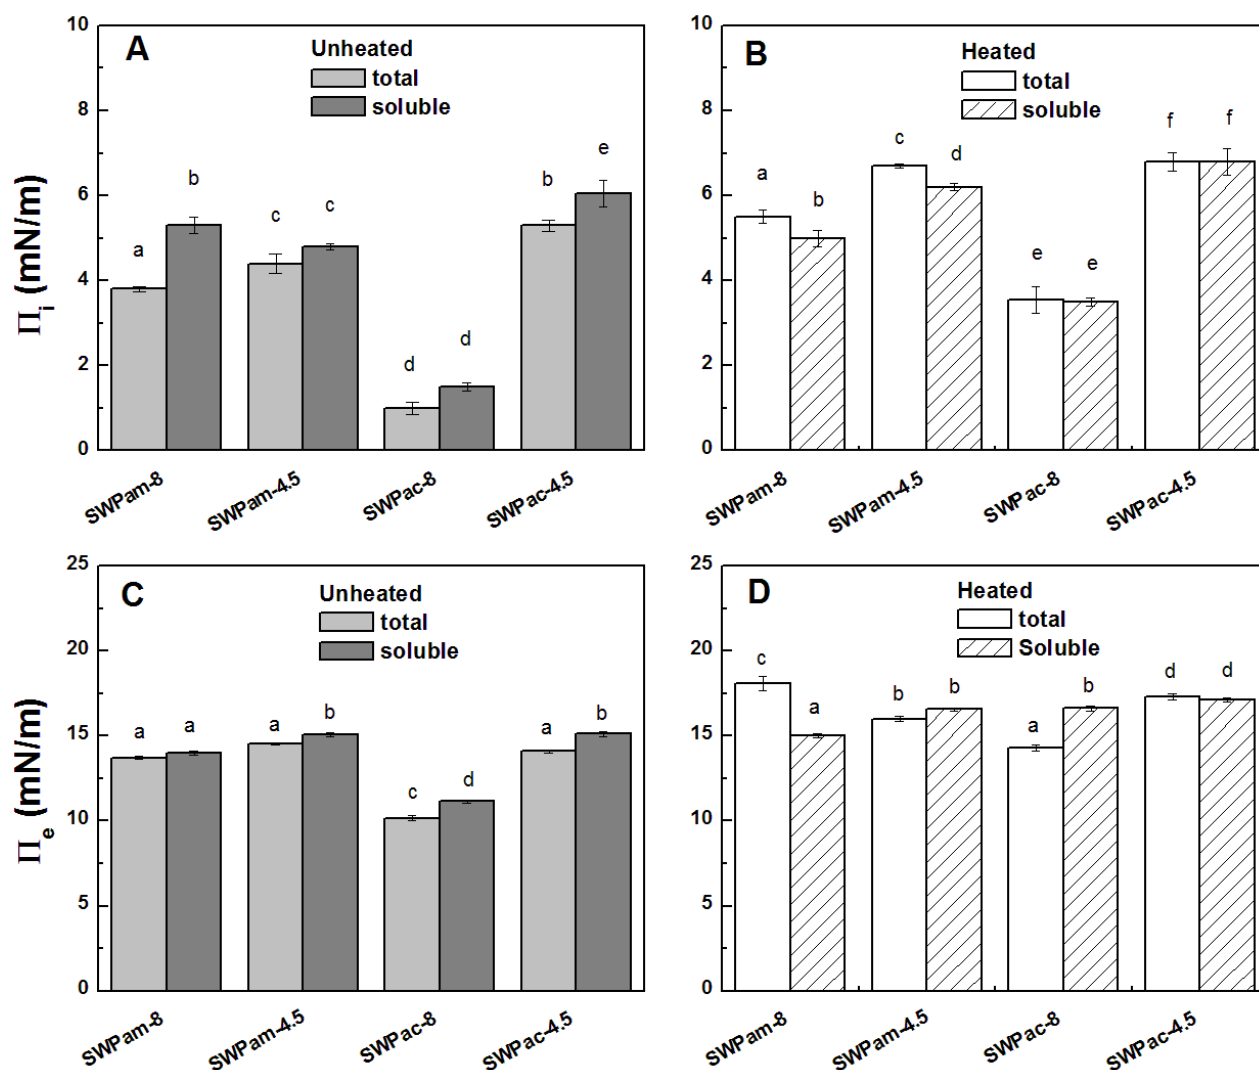 A
Unheated
total
soluble
10
8
6
4
2
0
Πi (mN/m)
a
b
c
c
d
d
b
e
SWPam-8
SWPam-4.5
SWPac-8
SWPac-4.5
B
Heated
total
soluble
10
8
6
4
2
0
a
b
c
d
e
e
f
f
SWPam-8
SWPam-4.5
SWPac-8
SWPac-4.5
C
Unheated
total
soluble
25
20
15
10
5
0
Πe (mN/m)
a
a
a
b
c
d
a
b
SWPam-8
SWPam-4.5
SWPac-8
SWPac-4.5
D
Heated
total
Soluble
25
20
15
10
5
0
c
a
b
b
a
b
d
d
SWPam-8
SWPam-4.5
SWPac-8
SWPac-4.5